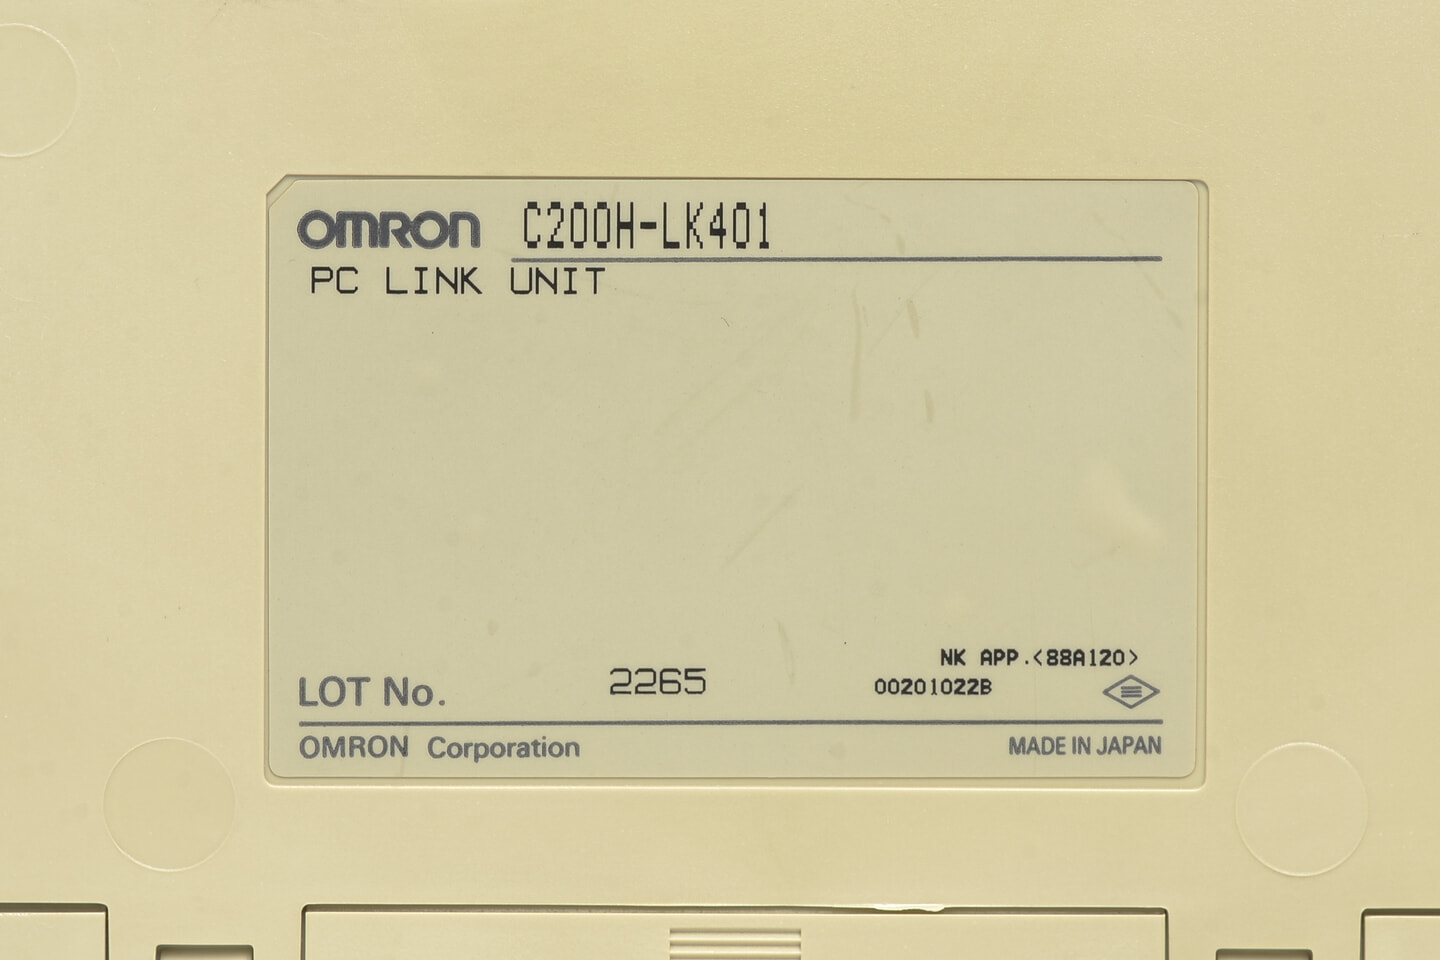 OMRON C200H-LK401
PC LINK UNIT
NK APP.<88A120>
LOT No. 2265 00201022B
OMRON Corporation MADE IN JAPAN